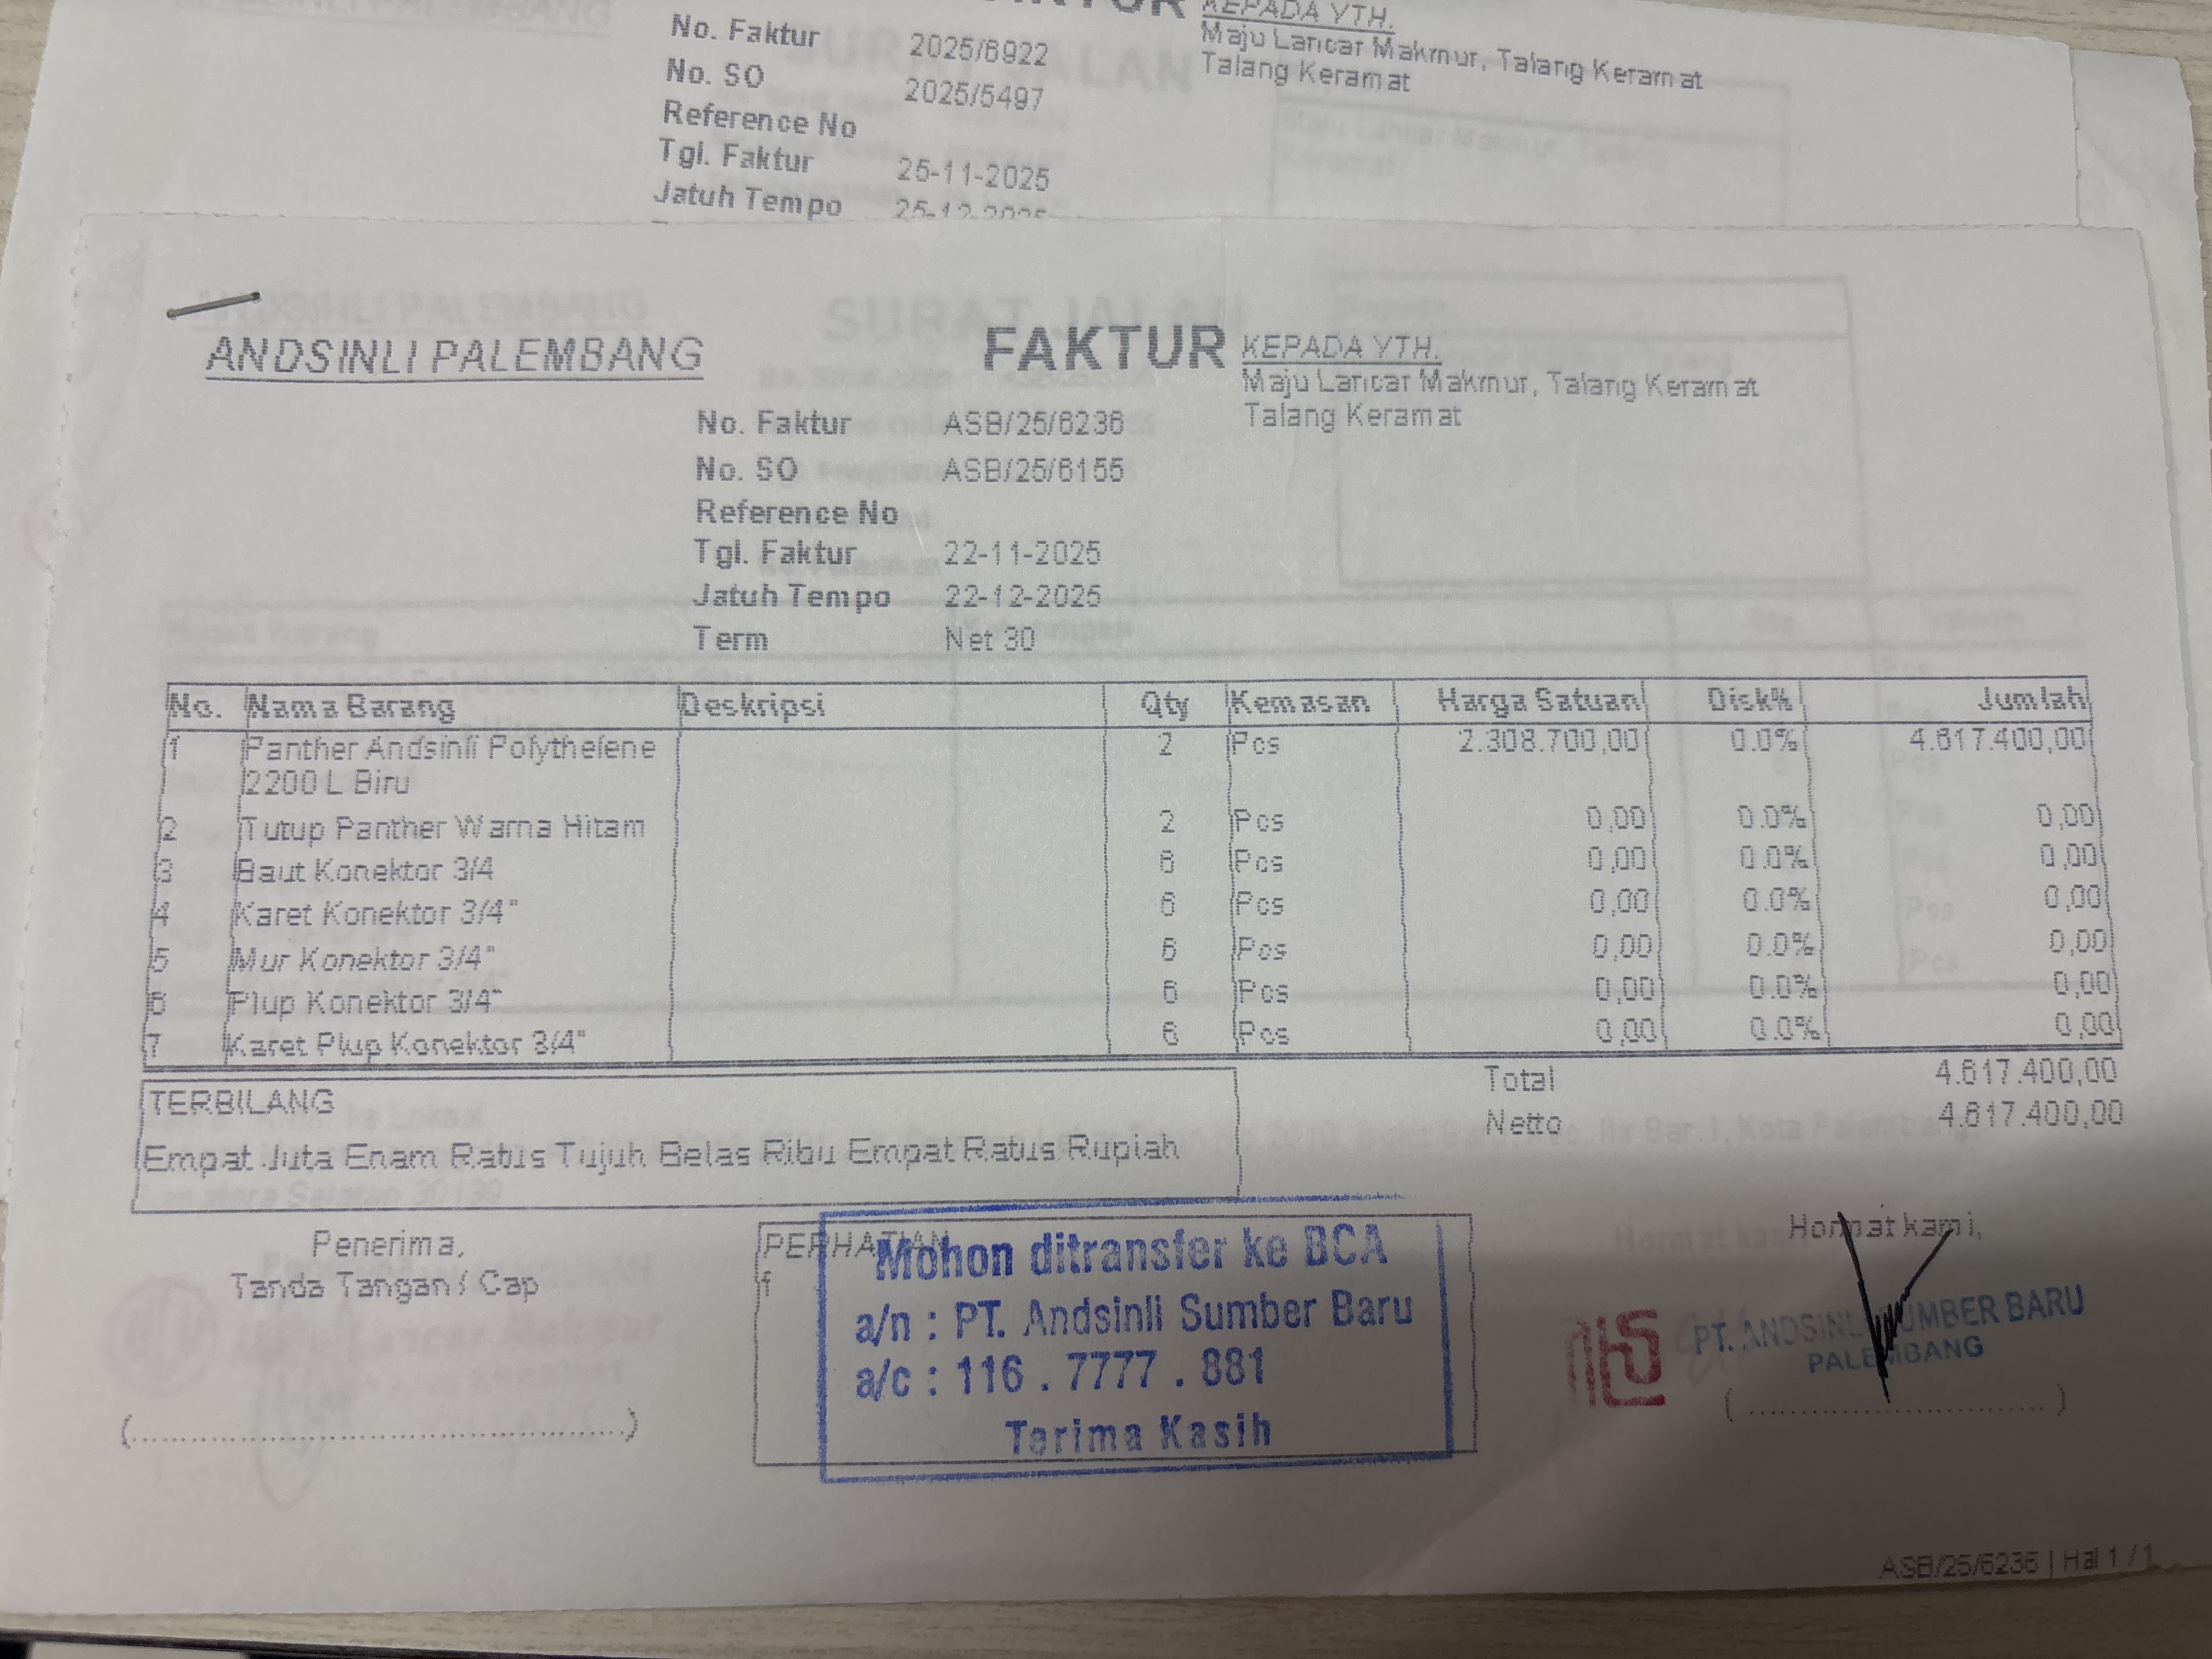 No. Faktur 2025/6922
No. SO 2025/5497
Reference No
Tgl. Faktur 25-11-2025
Jatuh Tempo 25-12-2025
KEPADA YTH.
Maju Lancar Makmur, Talang Keramat
Talang Keramat
ANDSINLI PALEMBANG
FAKTUR
KEPADA YTH.
Maju Lancar Makmur, Talang Keramat
Talang Keramat
No. Faktur ASB/25/6236
No. SO ASB/25/6155
Reference No
Tgl. Faktur 22-11-2025
Jatuh Tempo 22-12-2025
Term Net 30
No. Nama Barang Deskripsi Qty Kemasan Harga Satuan Disk% Jumlah
1 Panther Andsinli Polythelene 2 Pcs 2.308.700,00 0.0% 4.617.400,00
2200 L Biru
2 Tutup Panther Warna Hitam 2 Pcs 0,00 0.0% 0,00
3 Baut Konektor 3/4 6 Pcs 0,00 0.0% 0,00
4 Karet Konektor 3/4" 6 Pcs 0,00 0.0% 0,00
5 Mur Konektor 3/4" 6 Pcs 0,00 0.0% 0,00
6 Plup Konektor 3/4" 6 Pcs 0,00 0.0% 0,00
7 Karet Plup Konektor 3/4" 6 Pcs 0,00 0.0% 0,00
Total 4.617.400,00
Netto 4.617.400,00
TERBILANG
Empat Juta Enam Ratus Tujuh Belas Ribu Empat Ratus Rupiah
Penerima,
Tanda Tangan / Cap
(..................................................)
PERHATIAN
f
Mohon ditransfer ke BCA
a/n : PT. Andsinli Sumber Baru
a/c : 116 . 7777 . 881
Terima Kasih
Hormat kami,
PT. ANDSINLI SUMBER BARU
PALEMBANG
(..............................)
ASB/25/6236 | Hal 1 / 1